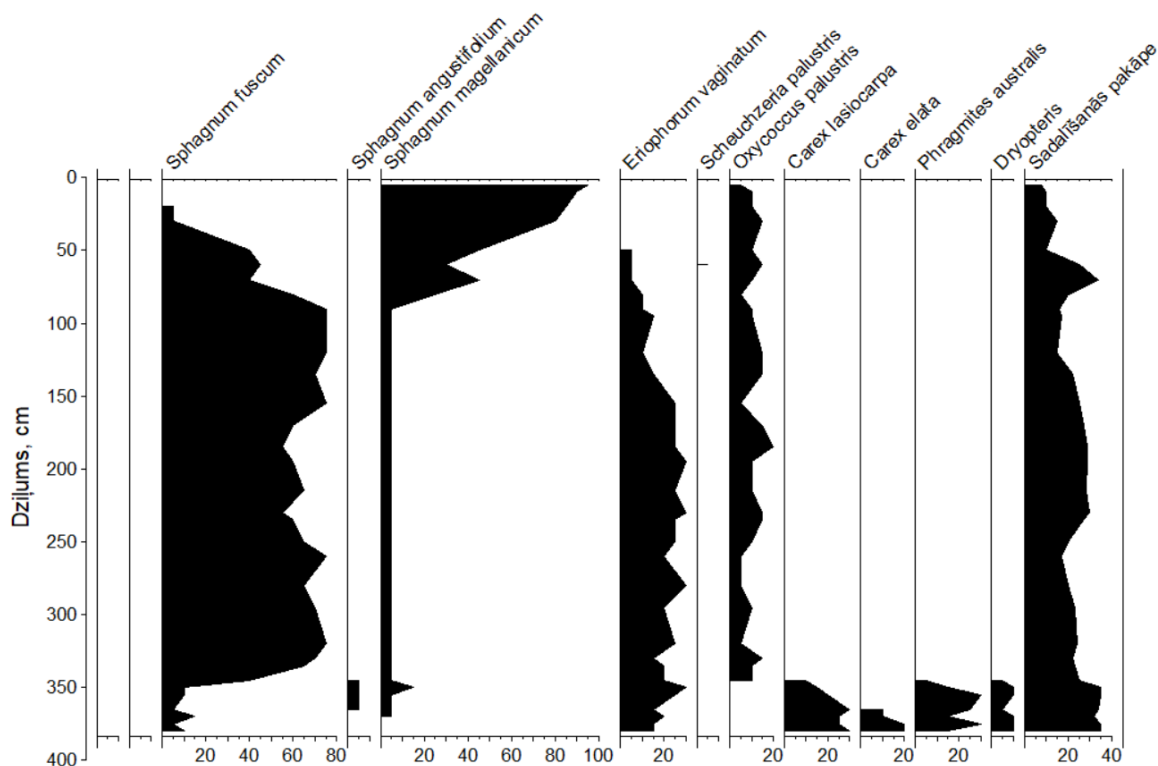 Sphagnum fuscum
Sphagnum angustifolium
Sphagnum magellanicum
Eriophorum vaginatum
Scheuchzeria palustris
Oxycoccus palustris
Carex lasiocarpa
Carex elata
Phragmites australis
Dryopteris
Sadalīšanās pakāpe
0
50
100
150
200
250
300
350
400
Dziļums, cm
20 40 60 80 20 40 60 80 100 20 20 20 20 20 20 40